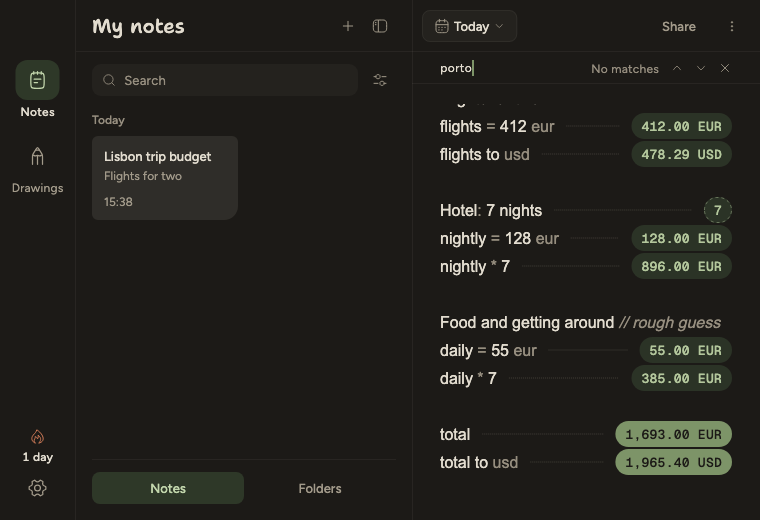 My notes
Today
Share
Notes
Drawings
1 day
Search
Today
Lisbon trip budget
Flights for two
15:38
Notes
Folders
porto
No matches
flights = 412 eur 412.00 EUR
flights to usd 478.29 USD
Hotel: 7 nights 7
nightly = 128 eur 128.00 EUR
nightly * 7 896.00 EUR
Food and getting around // rough guess
daily = 55 eur 55.00 EUR
daily * 7 385.00 EUR
total 1,693.00 EUR
total to usd 1,965.40 USD